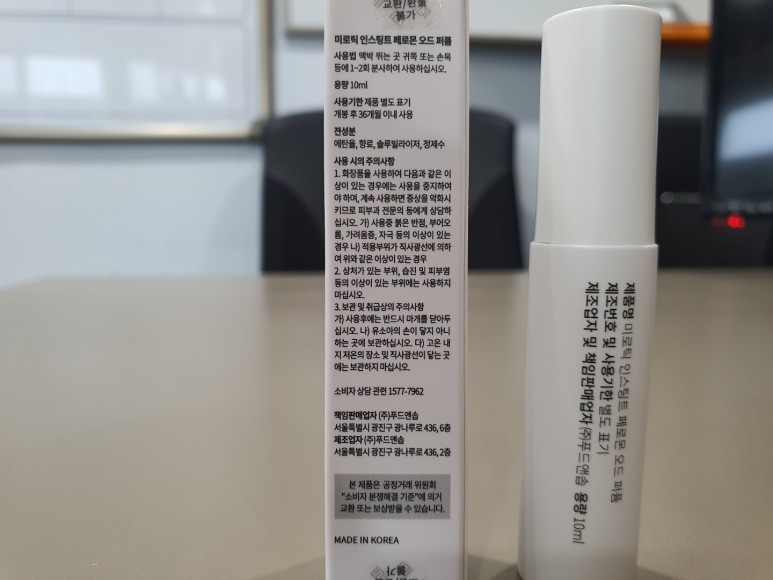 교환/반품
불가
미로틱 인스팅트 페로몬 오드 퍼퓸
사용법 맥박 뛰는 곳 귀쪽 또는 손목
등에 1~2회 분사하여 사용하십시오.
용량 10ml
사용기한 제품 별도 표기
개봉 후 36개월 이내 사용
전성분
에탄올, 향료, 솔루빌라이저, 정제수
사용 시의 주의사항
1. 화장품을 사용하여 다음과 같은 이
상이 있는 경우에는 사용을 중지하여
야 하며, 계속 사용하면 증상을 악화시
키므로 피부과 전문의 등에게 상담하
십시오. 가) 사용중 붉은 반점, 부어오
름, 가려움증, 자극 등의 이상이 있는
경우 나) 적용부위가 직사광선에 의하
여 위와 같은 이상이 있는 경우
2. 상처가 있는 부위, 습진 및 피부염
등의 이상이 있는 부위에는 사용하지
마십시오.
3. 보관 및 취급상의 주의사항
가) 사용후에는 반드시 마개를 닫아두
십시오. 나) 유소아의 손이 닿지 아니
하는 곳에 보관하십시오. 다) 고온 내
지 저온의 장소 및 직사광선이 닿는 곳
에는 보관하지 마십시오.
소비자 상담 관련 1577-7962
책임판매업자 (주)푸드앤솝
서울특별시 광진구 광나루로 436, 6층
제조업자 (주)푸드앤솝
서울특별시 광진구 광나루로 436, 2층
본 제품은 공정거래 위원회
"소비자 분쟁해결 기준"에 의거
교환 또는 보상받을 수 있습니다.
MADE IN KOREA
불가
제품명 미로틱 인스팅트 페로몬 오드 퍼퓸
제조번호 및 사용기한 별도 표기
제조업자 및 책임판매업자 (주)푸드앤솝 용량 10ml